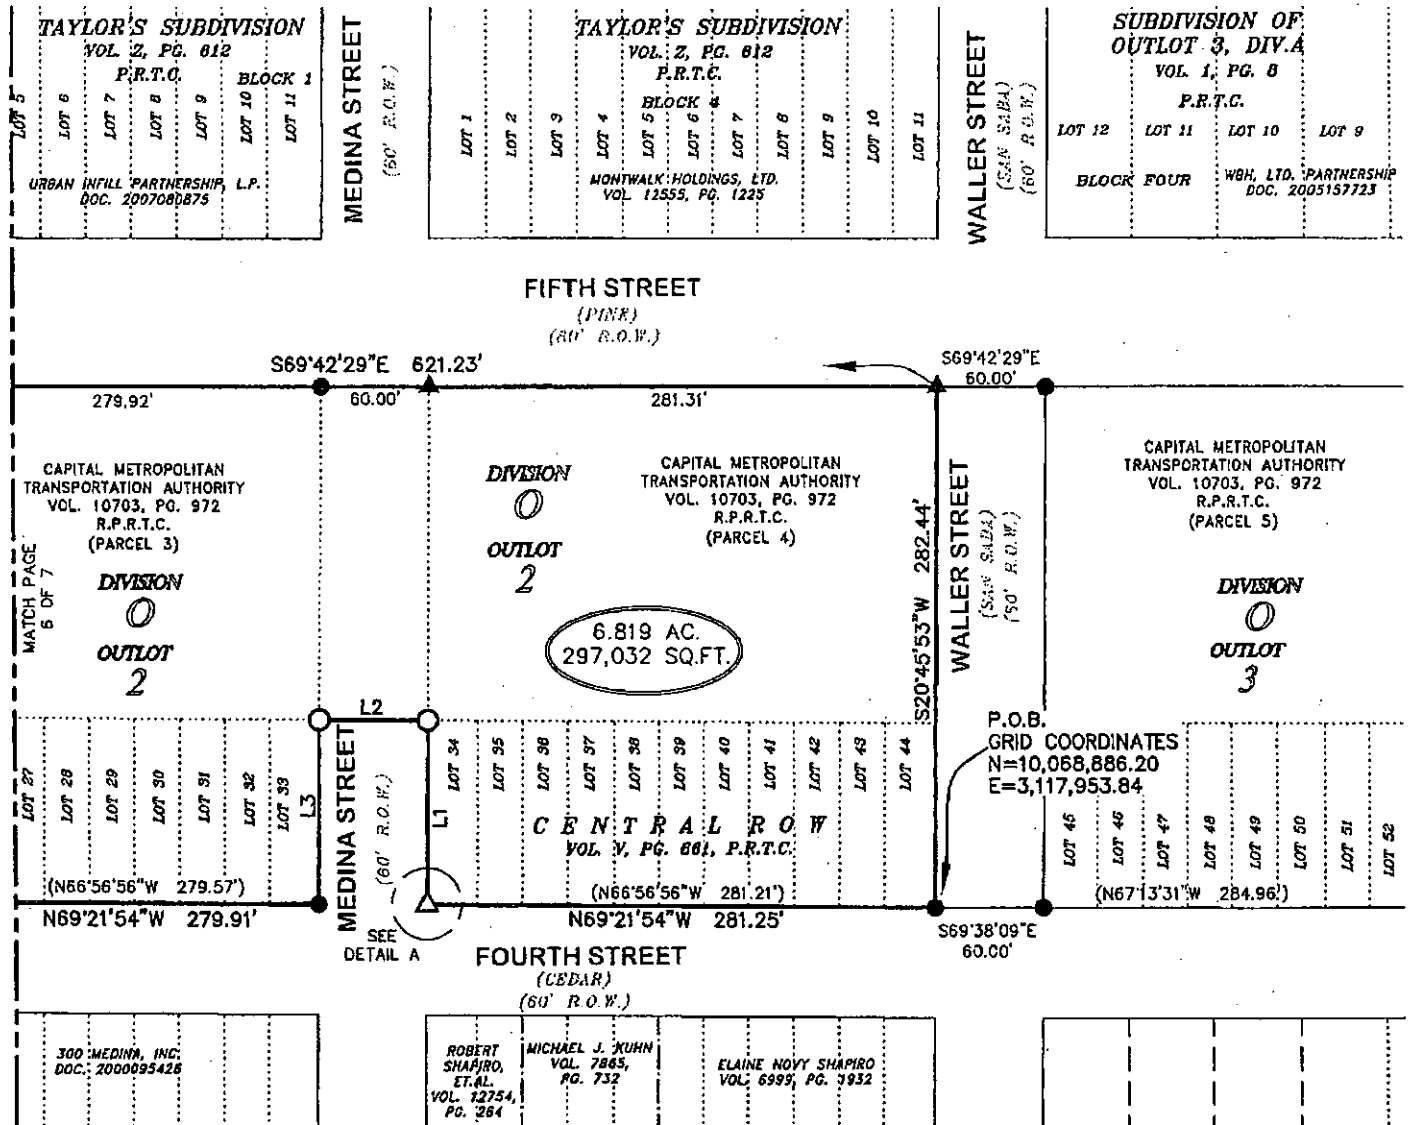 TAYLOR'S SUBDIVISION
VOL. Z, PG. 612
P.R.T.C.
BLOCK 1
LOT 5
LOT 6
LOT 7
LOT 8
LOT 9
LOT 10
LOT 11
URBAN INFILL PARTNERSHIP, L.P.
DOC. 2007080875
MEDINA STREET
(60' R.O.W.)
TAYLOR'S SUBDIVISION
VOL. Z, PG. 612
P.R.T.C.
BLOCK 4
LOT 1
LOT 2
LOT 3
LOT 4
LOT 5
LOT 6
LOT 7
LOT 8
LOT 9
LOT 10
LOT 11
MONTWALK HOLDINGS, LTD.
VOL. 12555, PG. 1225
WALLER STREET
(SAN SABA)
(60' R.O.W.)
SUBDIVISION OF
OUTLOT 3, DIV.A
VOL. 1, PG. 8
P.R.T.C.
LOT 12
LOT 11
LOT 10
LOT 9
BLOCK FOUR
WBH, LTD. PARTNERSHIP
DOC. 2005157723
FIFTH STREET
(PINE)
(80' R.O.W.)
S69°42'29"E 621.23'
S69°42'29"E
60.00'
279.92'
60.00'
281.31'
CAPITAL METROPOLITAN
TRANSPORTATION AUTHORITY
VOL. 10703, PG. 972
R.P.R.T.C.
(PARCEL 3)
DIVISION
O
OUTLOT
2
MATCH PAGE
6 OF 7
DIVISION
O
OUTLOT
2
CAPITAL METROPOLITAN
TRANSPORTATION AUTHORITY
VOL. 10703, PG. 972
R.P.R.T.C.
(PARCEL 4)
6.819 AC.
297,032 SQ.FT.
S20°45'53"W 282.44'
WALLER STREET
(SAN SABA)
(60' R.O.W.)
CAPITAL METROPOLITAN
TRANSPORTATION AUTHORITY
VOL. 10703, PG. 972
R.P.R.T.C.
(PARCEL 5)
DIVISION
O
OUTLOT
3
P.O.B.
GRID COORDINATES
N=10,068,886.20
E=3,117,953.84
L2
L3
L1
LOT 27
LOT 28
LOT 29
LOT 30
LOT 31
LOT 32
LOT 33
MEDINA STREET
(60' R.O.W.)
LOT 34
LOT 35
LOT 36
LOT 37
LOT 38
LOT 39
LOT 40
LOT 41
LOT 42
LOT 43
LOT 44
CENTRAL ROW
VOL. V, PG. 661, P.R.T.C.
LOT 45
LOT 46
LOT 47
LOT 48
LOT 49
LOT 50
LOT 51
LOT 52
(N66°56'56"W 279.57')
N69°21'54"W 279.91'
(N66°56'56"W 281.21')
N69°21'54"W 281.25'
(N67°13'31"W 284.96')
S69°38'09"E
60.00'
SEE
DETAIL A
FOURTH STREET
(CEDAR)
(60' R.O.W.)
300 MEDINA, INC.
DOC. 2000095426
ROBERT
SHAPIRO,
ET.AL.
VOL. 12754,
PG. 264
MICHAEL J. KUHN
VOL. 7865,
PG. 732
ELAINE NOVY SHAPIRO
VOL. 6999, PG. 1932